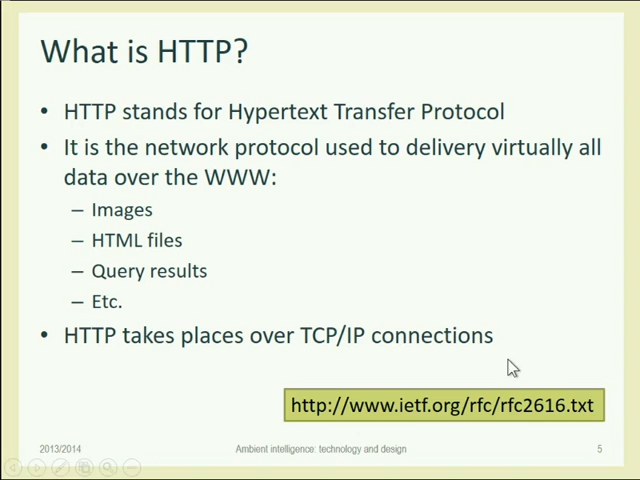 What is HTTP?
• HTTP stands for Hypertext Transfer Protocol
• It is the network protocol used to delivery virtually all
data over the WWW:
– Images
– HTML files
– Query results
– Etc.
• HTTP takes places over TCP/IP connections
http://www.ietf.org/rfc/rfc2616.txt
2013/2014 Ambient intelligence: technology and design 5